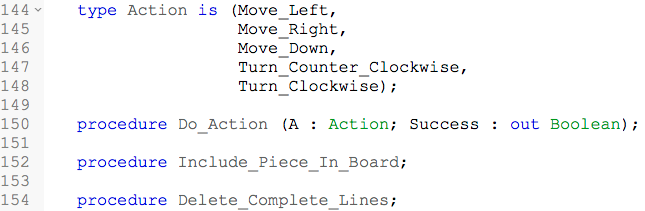 144 type Action is (Move_Left,
145 Move_Right,
146 Move_Down,
147 Turn_Counter_Clockwise,
148 Turn_Clockwise);
149
150 procedure Do_Action (A : Action; Success : out Boolean);
151
152 procedure Include_Piece_In_Board;
153
154 procedure Delete_Complete_Lines;